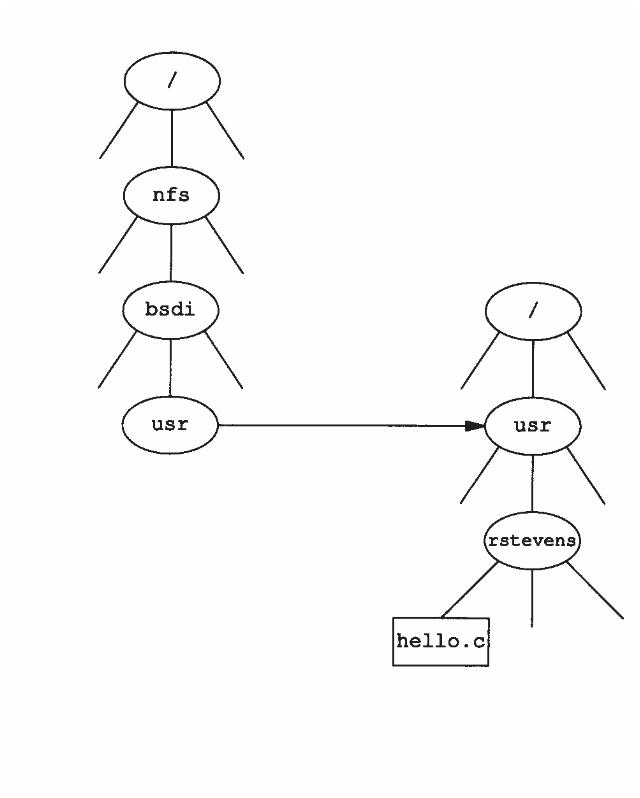 /
nfs
bsdi
usr
/
usr
rstevens
hello.c